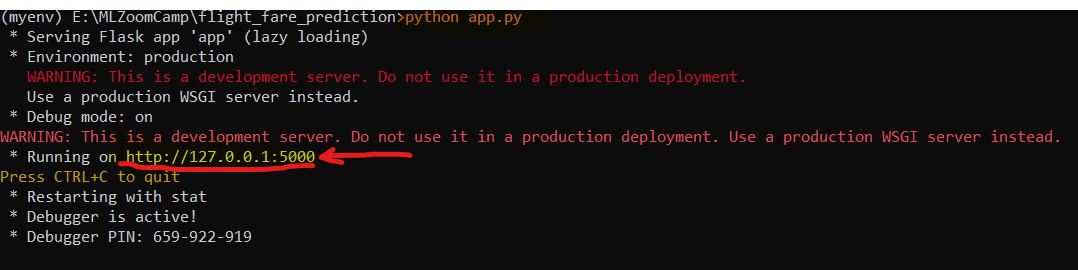 (myenv) E:\MLZoomCamp\flight_fare_prediction>python app.py
* Serving Flask app 'app' (lazy loading)
* Environment: production
WARNING: This is a development server. Do not use it in a production deployment.
Use a production WSGI server instead.
* Debug mode: on
WARNING: This is a development server. Do not use it in a production deployment. Use a production WSGI server instead.
* Running on http://127.0.0.1:5000
Press CTRL+C to quit
* Restarting with stat
* Debugger is active!
* Debugger PIN: 659-922-919